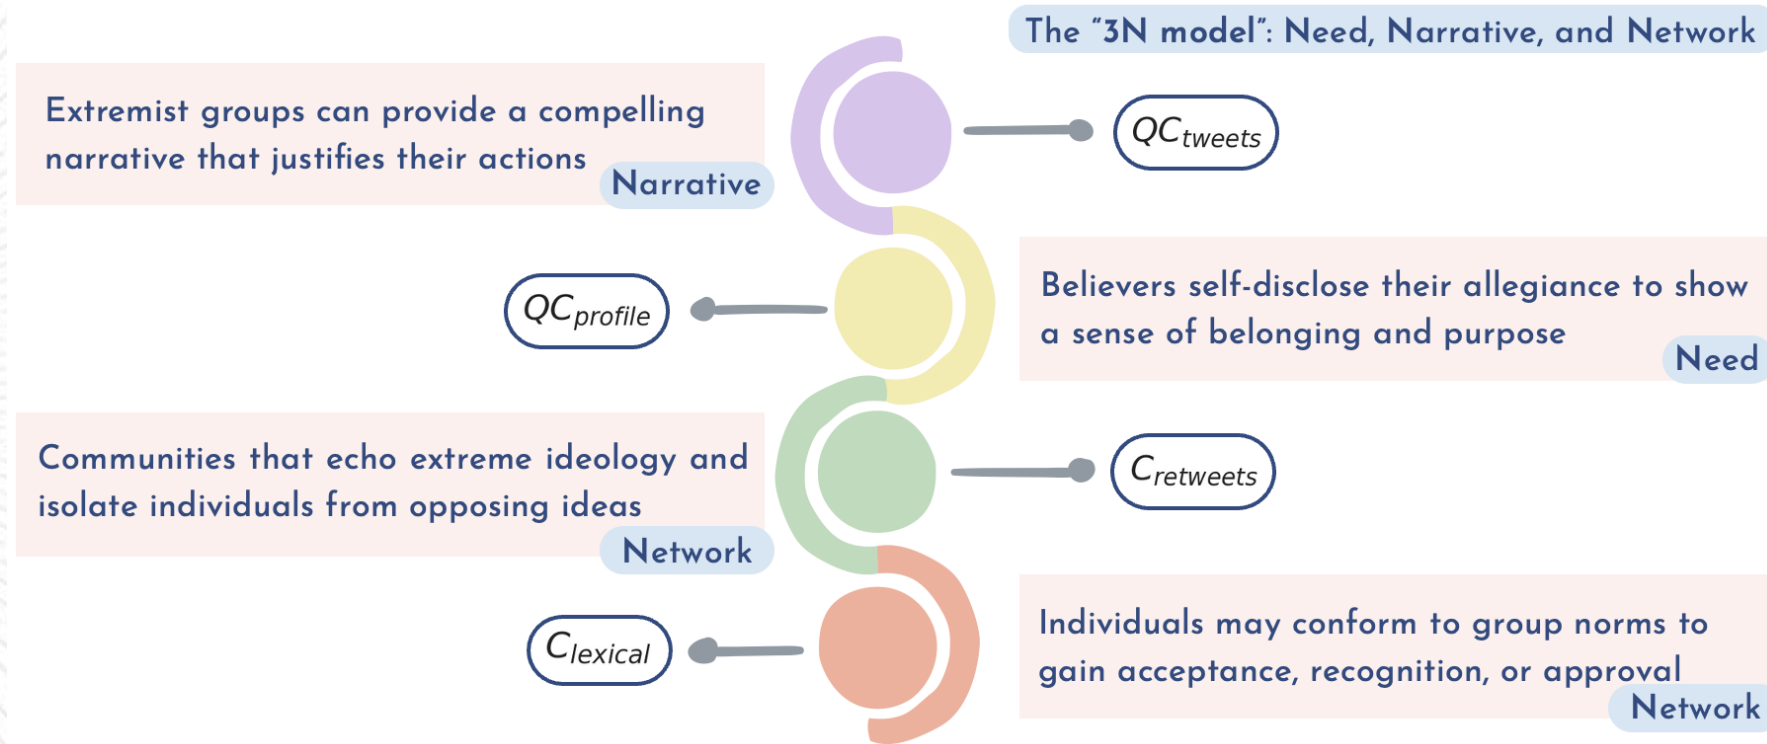 The “3N model”: Need, Narrative, and Network
Extremist groups can provide a compelling
narrative that justifies their actions
Narrative
QCtweets
QCprofile
Believers self-disclose their allegiance to show
a sense of belonging and purpose
Need
Communities that echo extreme ideology and
isolate individuals from opposing ideas
Network
Cretweets
Clexical
Individuals may conform to group norms to
gain acceptance, recognition, or approval
Network